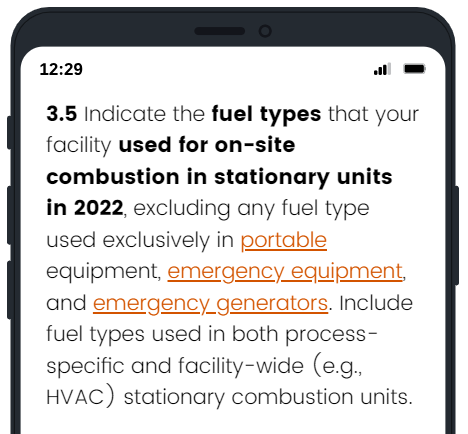 12:29
3.5 Indicate the fuel types that your
facility used for on-site
combustion in stationary units
in 2022, excluding any fuel type
used exclusively in portable
equipment, emergency equipment,
and emergency generators. Include
fuel types used in both process-
specific and facility-wide (e.g.,
HVAC) stationary combustion units.